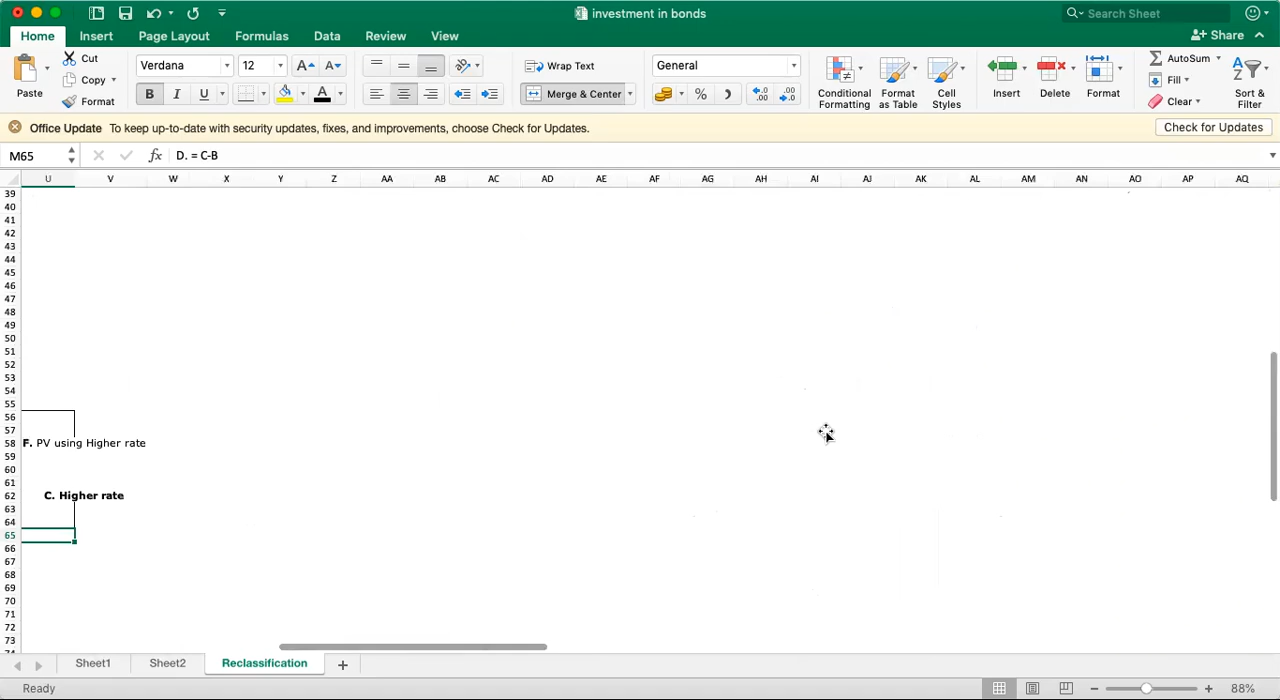 investment in bonds
Search Sheet
Home Insert Page Layout Formulas Data Review View
Share
Paste
Cut
Copy
Format
Verdana 12
A A
B I U A
Wrap Text
Merge & Center
General
%
Conditional Formatting
Format as Table
Cell Styles
Insert
Delete
Format
AutoSum
Fill
Clear
Sort & Filter
Office Update To keep up-to-date with security updates, fixes, and improvements, choose Check for Updates.
Check for Updates
M65 fx D. = C-B
U V W X Y Z AA AB AC AD AE AF AG AH AI AJ AK AL AM AN AO AP AQ
39
40
41
42
43
44
45
46
47
48
49
50
51
52
53
54
55
56
57
58 F. PV using Higher rate
59
60
61
62 C. Higher rate
63
64
65
66
67
68
69
70
71
72
73
Sheet1 Sheet2 Reclassification
Ready
88%